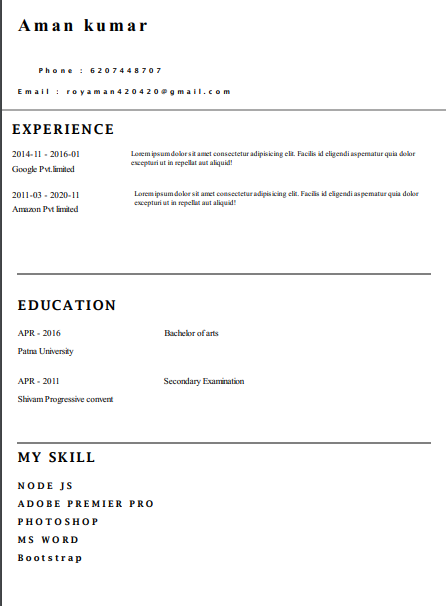 Aman kumar
Phone : 6207448707
Email : royaman420420@gmail.com
EXPERIENCE
2014-11 - 2016-01
Google Pvt.limited
Lorem ipsum dolor sit amet consectetur adipisicing elit. Facilis id eligendi aspernatur quia dolor
excepturi ut in repellat aut aliquid!
2011-03 - 2020-11
Amazon Pvt limited
Lorem ipsum dolor sit amet consectetur adipisicing elit. Facilis id eligendi aspernatur quia dolor
excepturi ut in repellat aut aliquid!
EDUCATION
APR - 2016 Bachelor of arts
Patna University
APR - 2011 Secondary Examination
Shivam Progressive convent
MY SKILL
NODE JS
ADOBE PREMIER PRO
PHOTOSHOP
MS WORD
Bootstrap